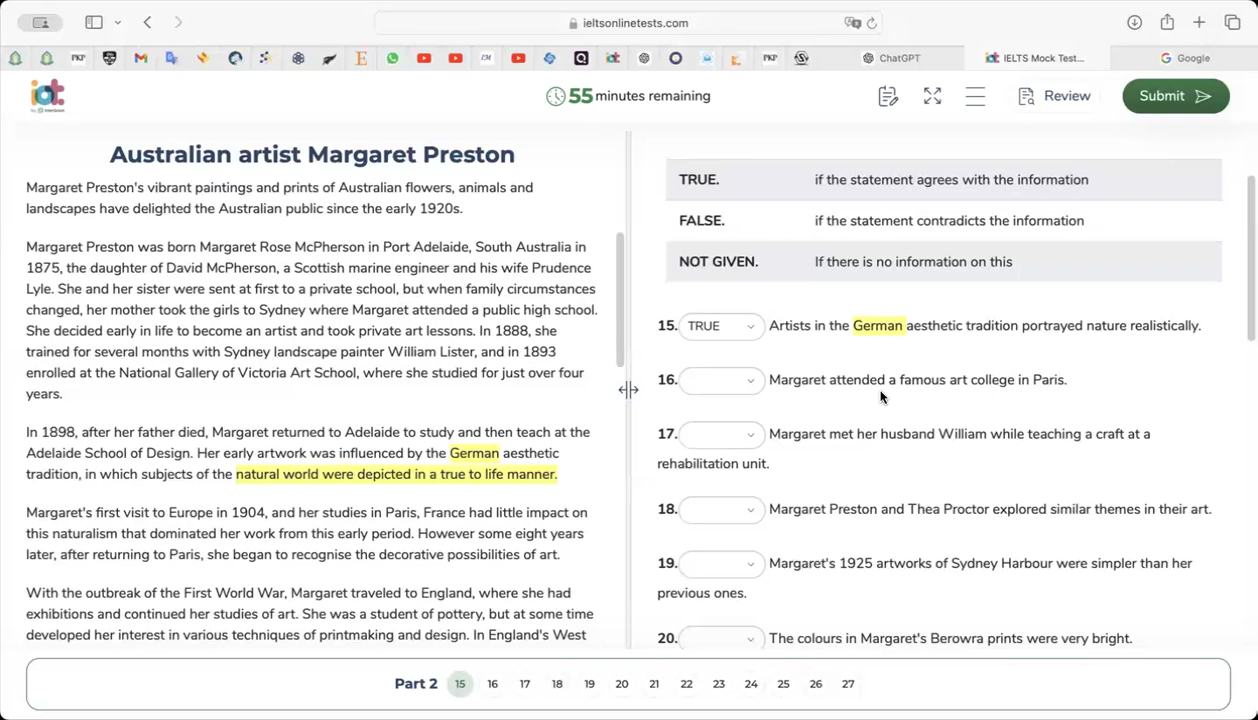 ieltsonlinetests.com
PKP
EM
iot
PKP
ChatGPT
IELTS Mock Test...
Google
iot
55 minutes remaining
Review
Submit
Australian artist Margaret Preston
Margaret Preston's vibrant paintings and prints of Australian flowers, animals and
landscapes have delighted the Australian public since the early 1920s.
Margaret Preston was born Margaret Rose McPherson in Port Adelaide, South Australia in
1875, the daughter of David McPherson, a Scottish marine engineer and his wife Prudence
Lyle. She and her sister were sent at first to a private school, but when family circumstances
changed, her mother took the girls to Sydney where Margaret attended a public high school.
She decided early in life to become an artist and took private art lessons. In 1888, she
trained for several months with Sydney landscape painter William Lister, and in 1893
enrolled at the National Gallery of Victoria Art School, where she studied for just over four
years.
In 1898, after her father died, Margaret returned to Adelaide to study and then teach at the
Adelaide School of Design. Her early artwork was influenced by the German aesthetic
tradition, in which subjects of the natural world were depicted in a true to life manner.
Margaret's first visit to Europe in 1904, and her studies in Paris, France had little impact on
this naturalism that dominated her work from this early period. However some eight years
later, after returning to Paris, she began to recognise the decorative possibilities of art.
With the outbreak of the First World War, Margaret traveled to England, where she had
exhibitions and continued her studies of art. She was a student of pottery, but at some time
developed her interest in various techniques of printmaking and design. In England's West
TRUE. if the statement agrees with the information
FALSE. if the statement contradicts the information
NOT GIVEN. If there is no information on this
15. TRUE Artists in the German aesthetic tradition portrayed nature realistically.
16. Margaret attended a famous art college in Paris.
17. Margaret met her husband William while teaching a craft at a
rehabilitation unit.
18. Margaret Preston and Thea Proctor explored similar themes in their art.
19. Margaret's 1925 artworks of Sydney Harbour were simpler than her
previous ones.
20. The colours in Margaret's Berowra prints were very bright.
Part 2 15 16 17 18 19 20 21 22 23 24 25 26 27